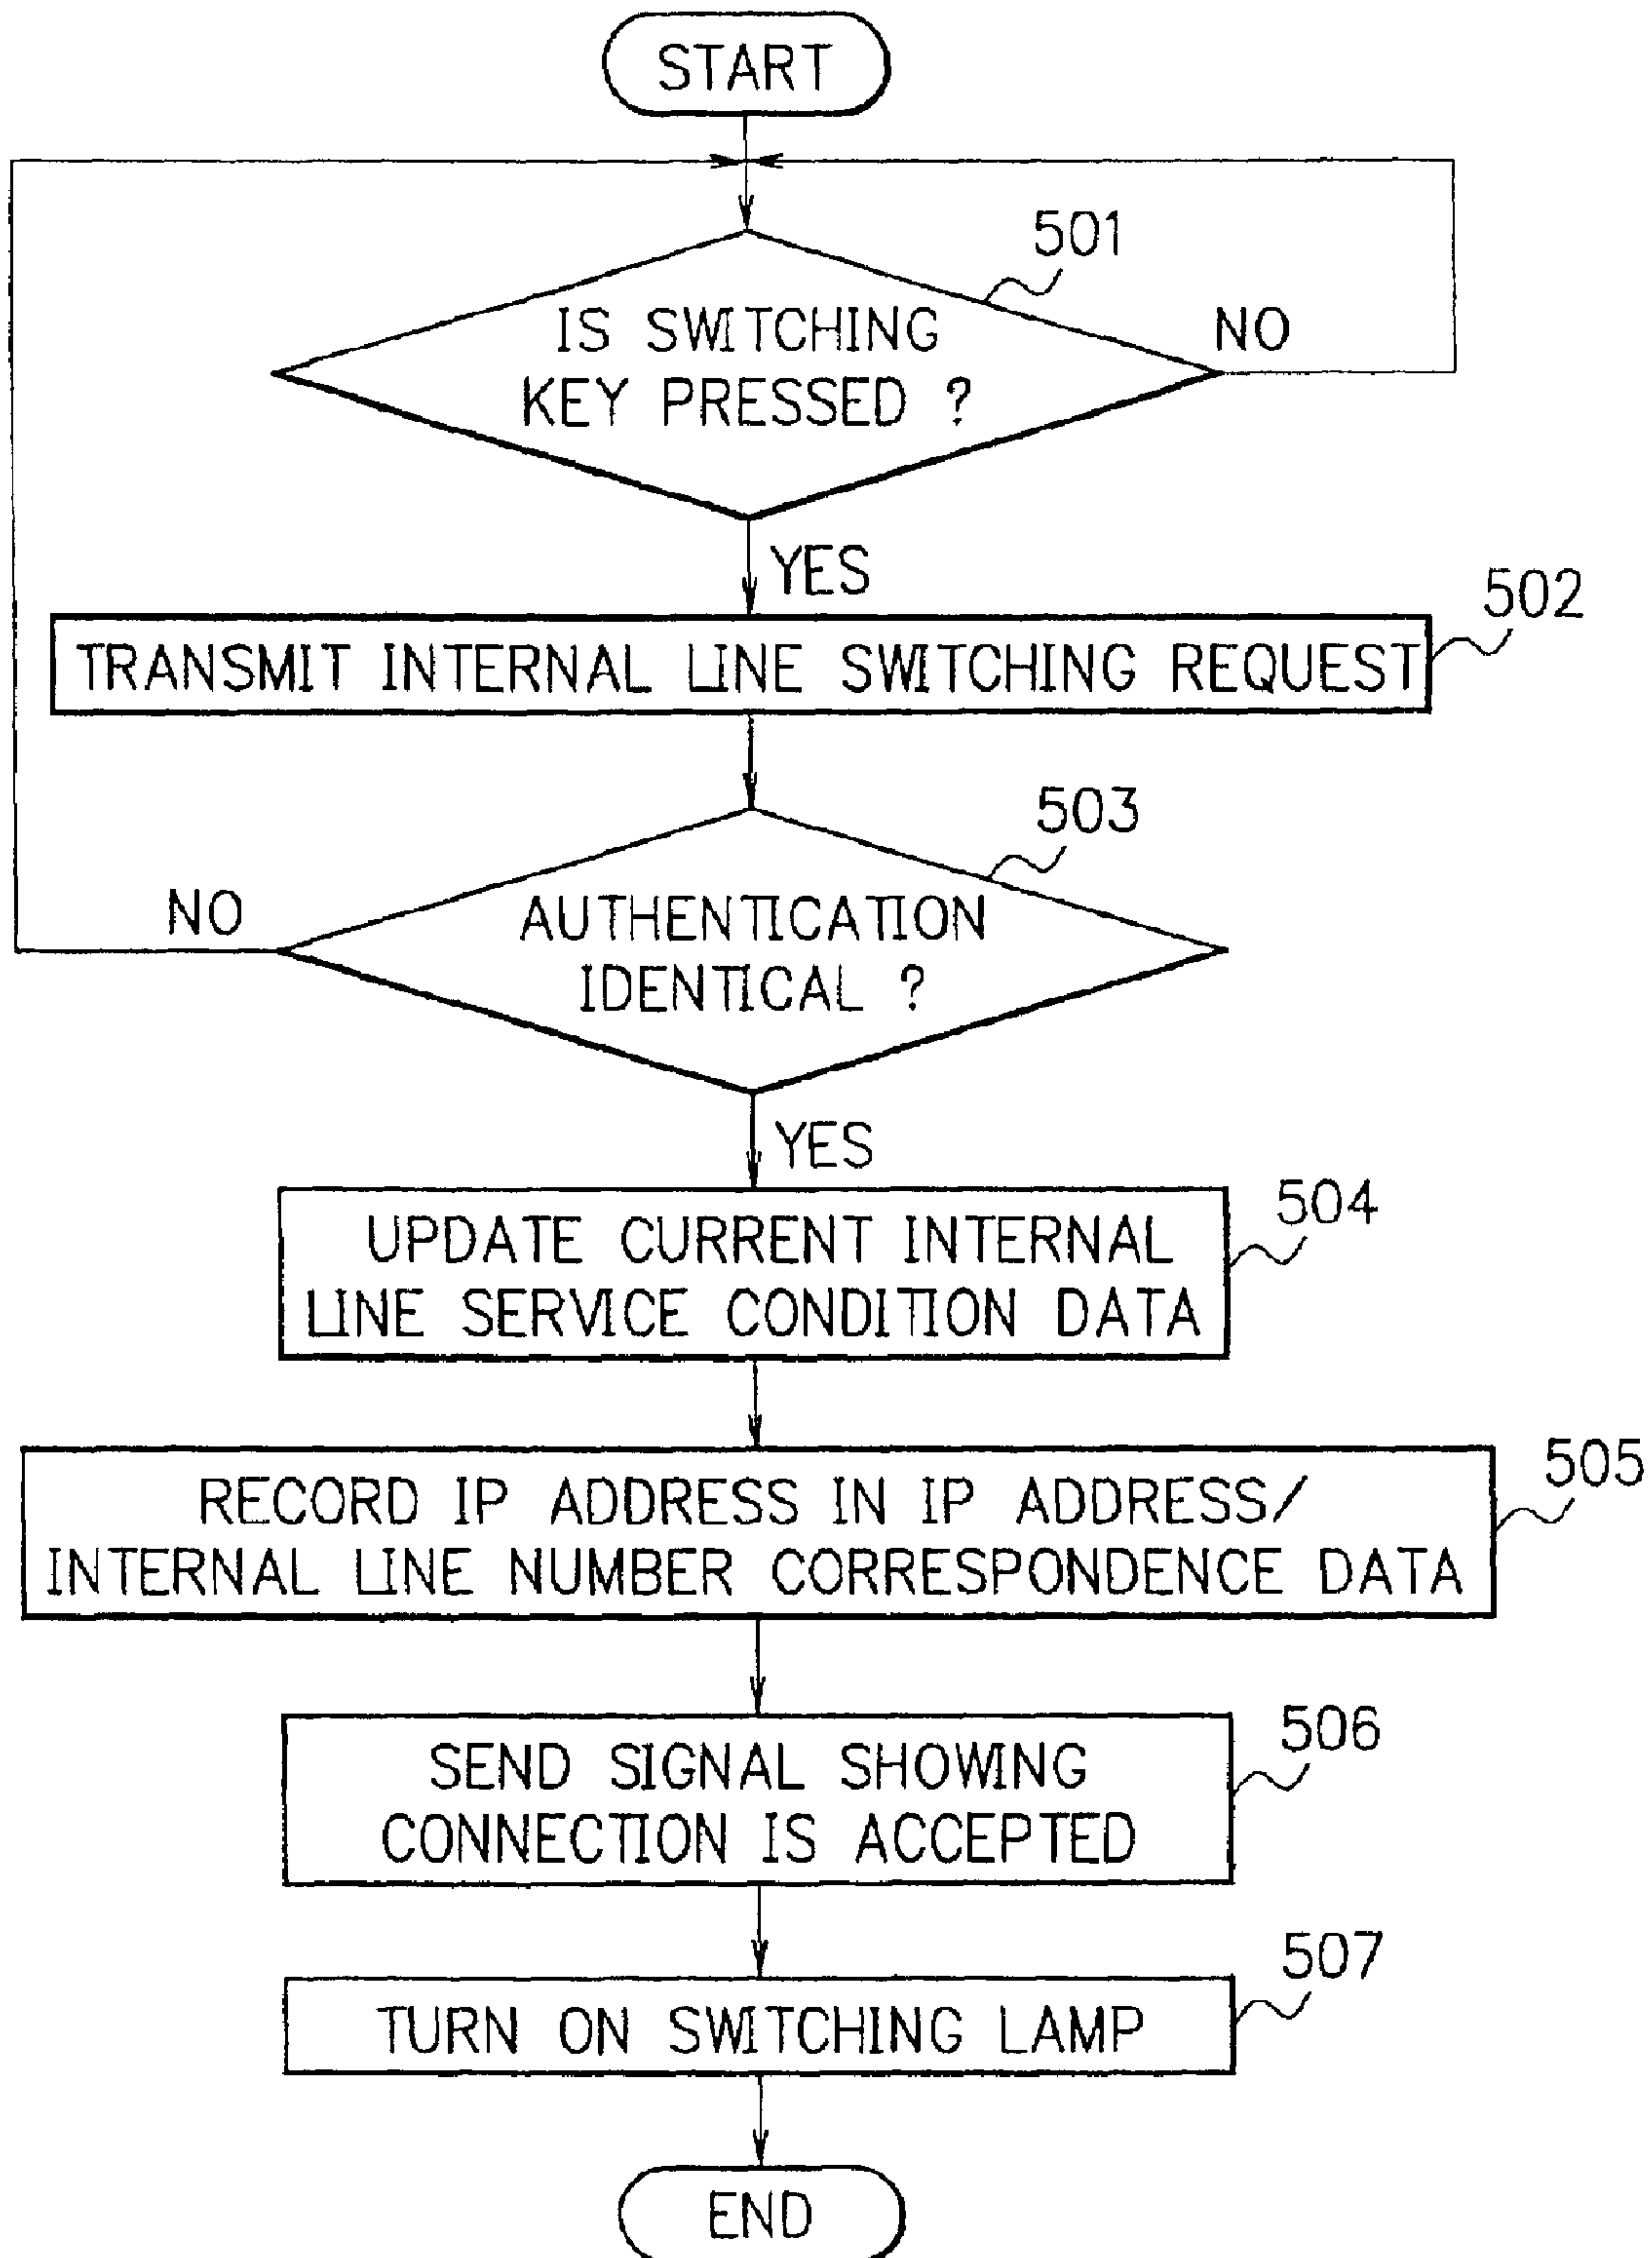 START
501
IS SWITCHING
KEY PRESSED ?
NO
YES
502
TRANSMIT INTERNAL LINE SWITCHING REQUEST
503
NO
AUTHENTICATION
IDENTICAL ?
YES
504
UPDATE CURRENT INTERNAL
LINE SERVICE CONDITION DATA
505
RECORD IP ADDRESS IN IP ADDRESS/
INTERNAL LINE NUMBER CORRESPONDENCE DATA
506
SEND SIGNAL SHOWING
CONNECTION IS ACCEPTED
507
TURN ON SWITCHING LAMP
END